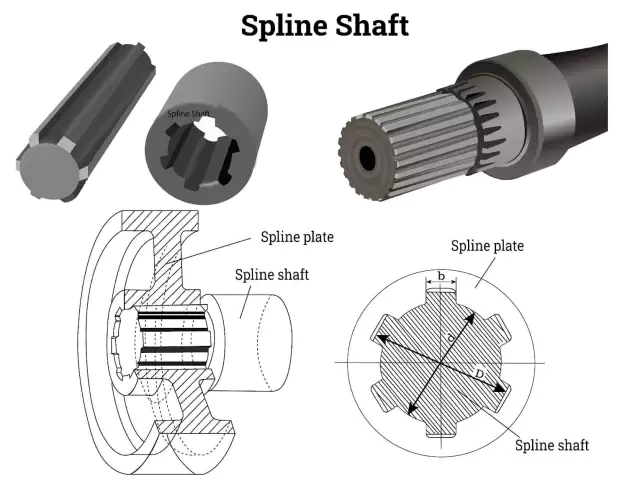 Spline Shaft
Spline Shaft
Spline plate
Spline shaft
Spline plate
b
d
D
Spline shaft